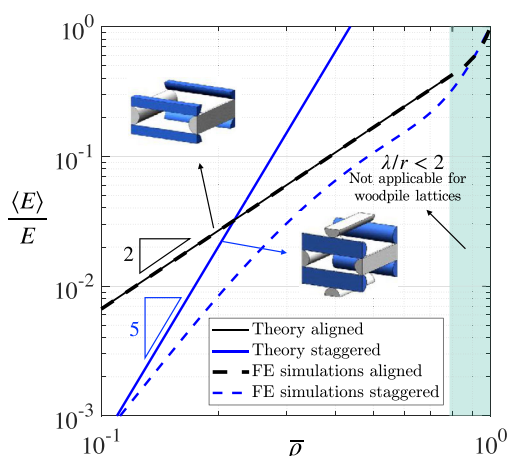 10^0
10^{-1}
⟨E⟩
E
10^{-2}
10^{-3}
λ/r < 2
Not applicable for
woodpile lattices
2
5
Theory aligned
Theory staggered
FE simulations aligned
FE simulations staggered
10^{-1}
ρ̅
10^0